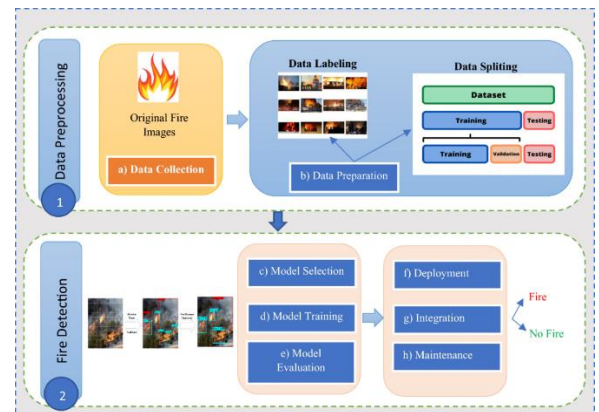 Data Preprocessing
1
Original Fire
Images
a) Data Collection
Data Labeling
b) Data Preparation
Data Spliting
Dataset
Training
Testing
Training
Validation
Testing
Fire Detection
2
c) Model Selection
d) Model Training
e) Model
Evaluation
f) Deployment
g) Integration
h) Maintenance
Fire
No Fire